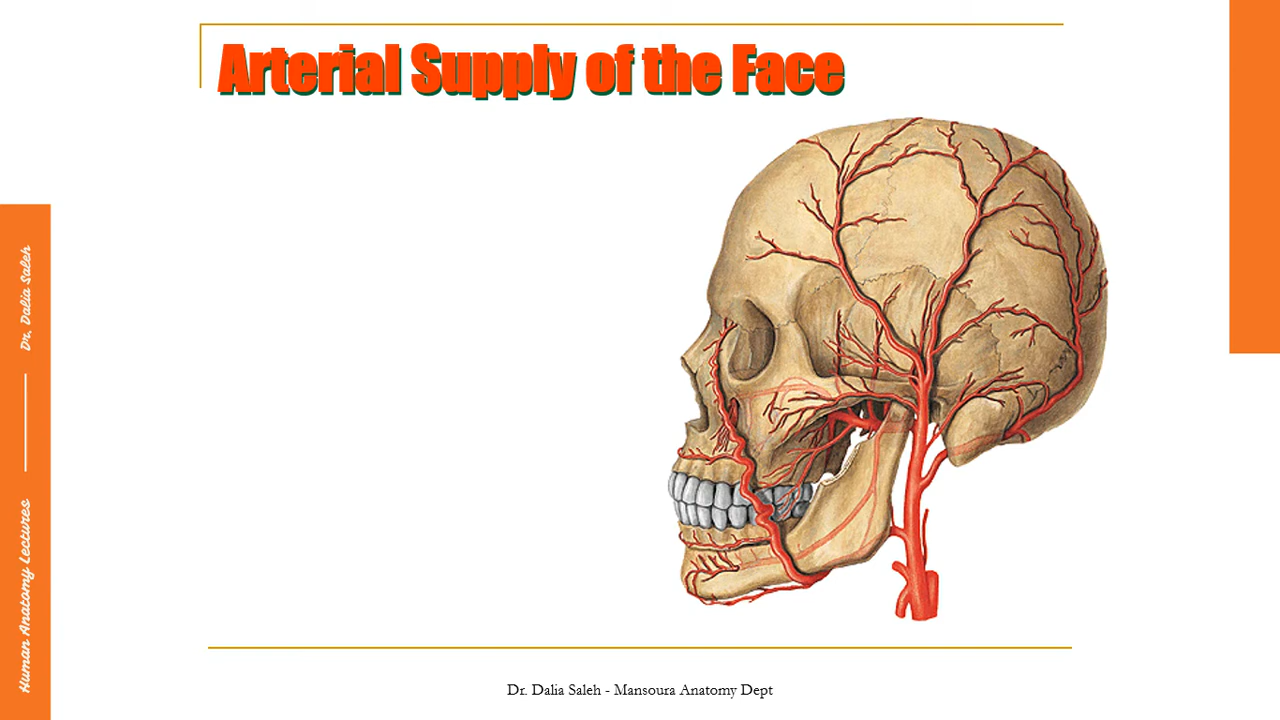 Arterial Supply of the Face
Human Anatomy Lectures
Dr. Dalia Saleh
Dr. Dalia Saleh - Mansoura Anatomy Dept